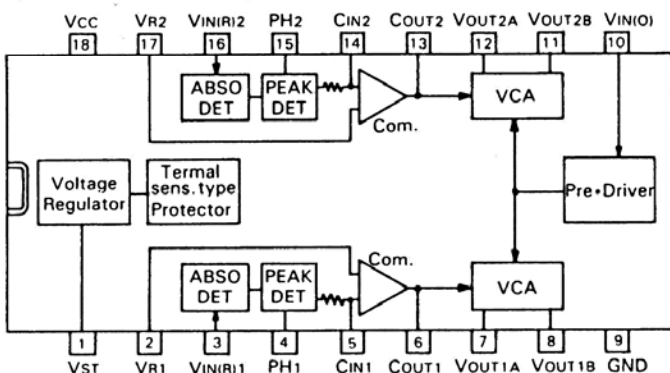 VCC VR2 VIN(R)2 PH2 CIN2 COUT2 VOUT2A VOUT2B VIN(O)
18 17 16 15 14 13 12 11 10
ABSO DET
PEAK DET
Com.
VCA
Voltage Regulator
Termal sens. type Protector
Pre•Driver
Com.
ABSO DET
PEAK DET
VCA
1 2 3 4 5 6 7 8 9
VST VR1 VIN(R)1 PH1 CIN1 COUT1 VOUT1A VOUT1B GND